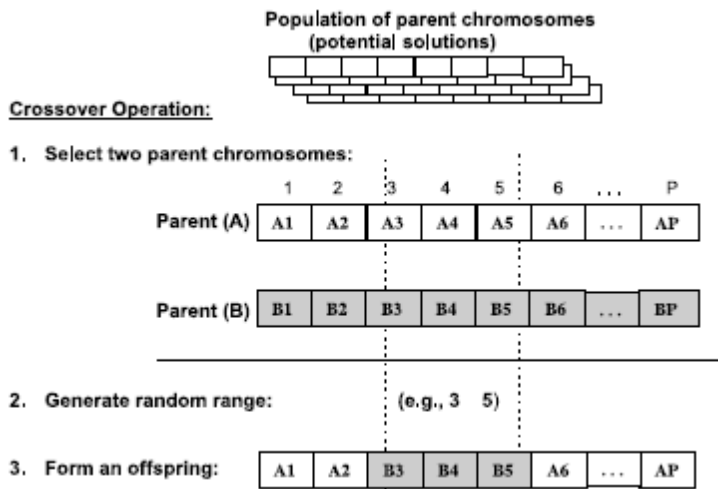 Population of parent chromosomes
(potential solutions)
Crossover Operation:
1. Select two parent chromosomes:
1 2 3 4 5 6 ... P
Parent (A) A1 A2 A3 A4 A5 A6 ... AP
Parent (B) B1 B2 B3 B4 B5 B6 ... BP
2. Generate random range: (e.g., 3 5)
3. Form an offspring: A1 A2 B3 B4 B5 A6 ... AP